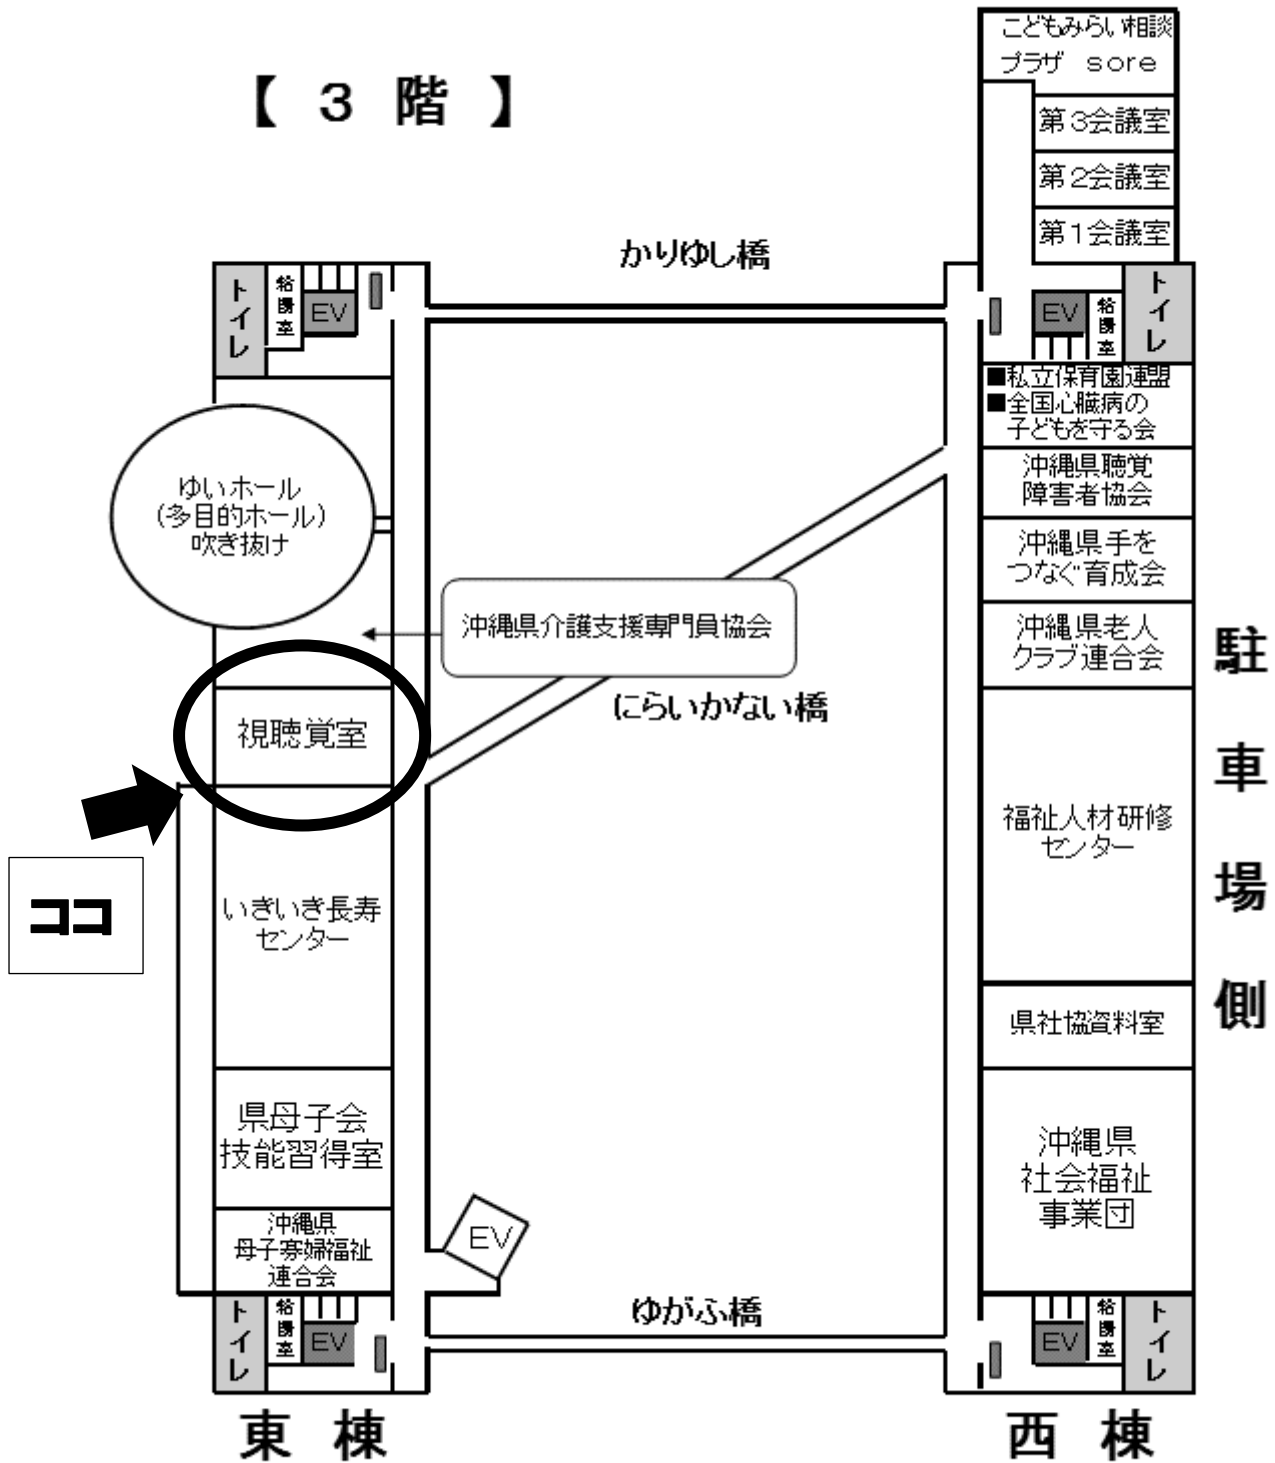 【 3 階 】
こどもみらい相談
プラザ sore
第3会議室
第2会議室
第1会議室
かりゆし橋
トイレ
給湯室
EV
EV
給湯室
トイレ
■私立保育園連盟
■全国心臓病の
子どもを守る会
沖縄県聴覚
障害者協会
ゆいホール
(多目的ホール)
吹き抜け
沖縄県手を
つなぐ育成会
沖縄県介護支援専門員協会
沖縄県老人
クラブ連合会
にらいかない橋
視聴覚室
駐車場側
福祉人材研修
センター
ココ
いきいき長寿
センター
県社協資料室
県母子会
技能習得室
沖縄県
社会福祉
事業団
沖縄県
母子寡婦福祉
連合会
EV
ゆがふ橋
トイレ
給湯室
EV
EV
給湯室
トイレ
東 棟
西 棟